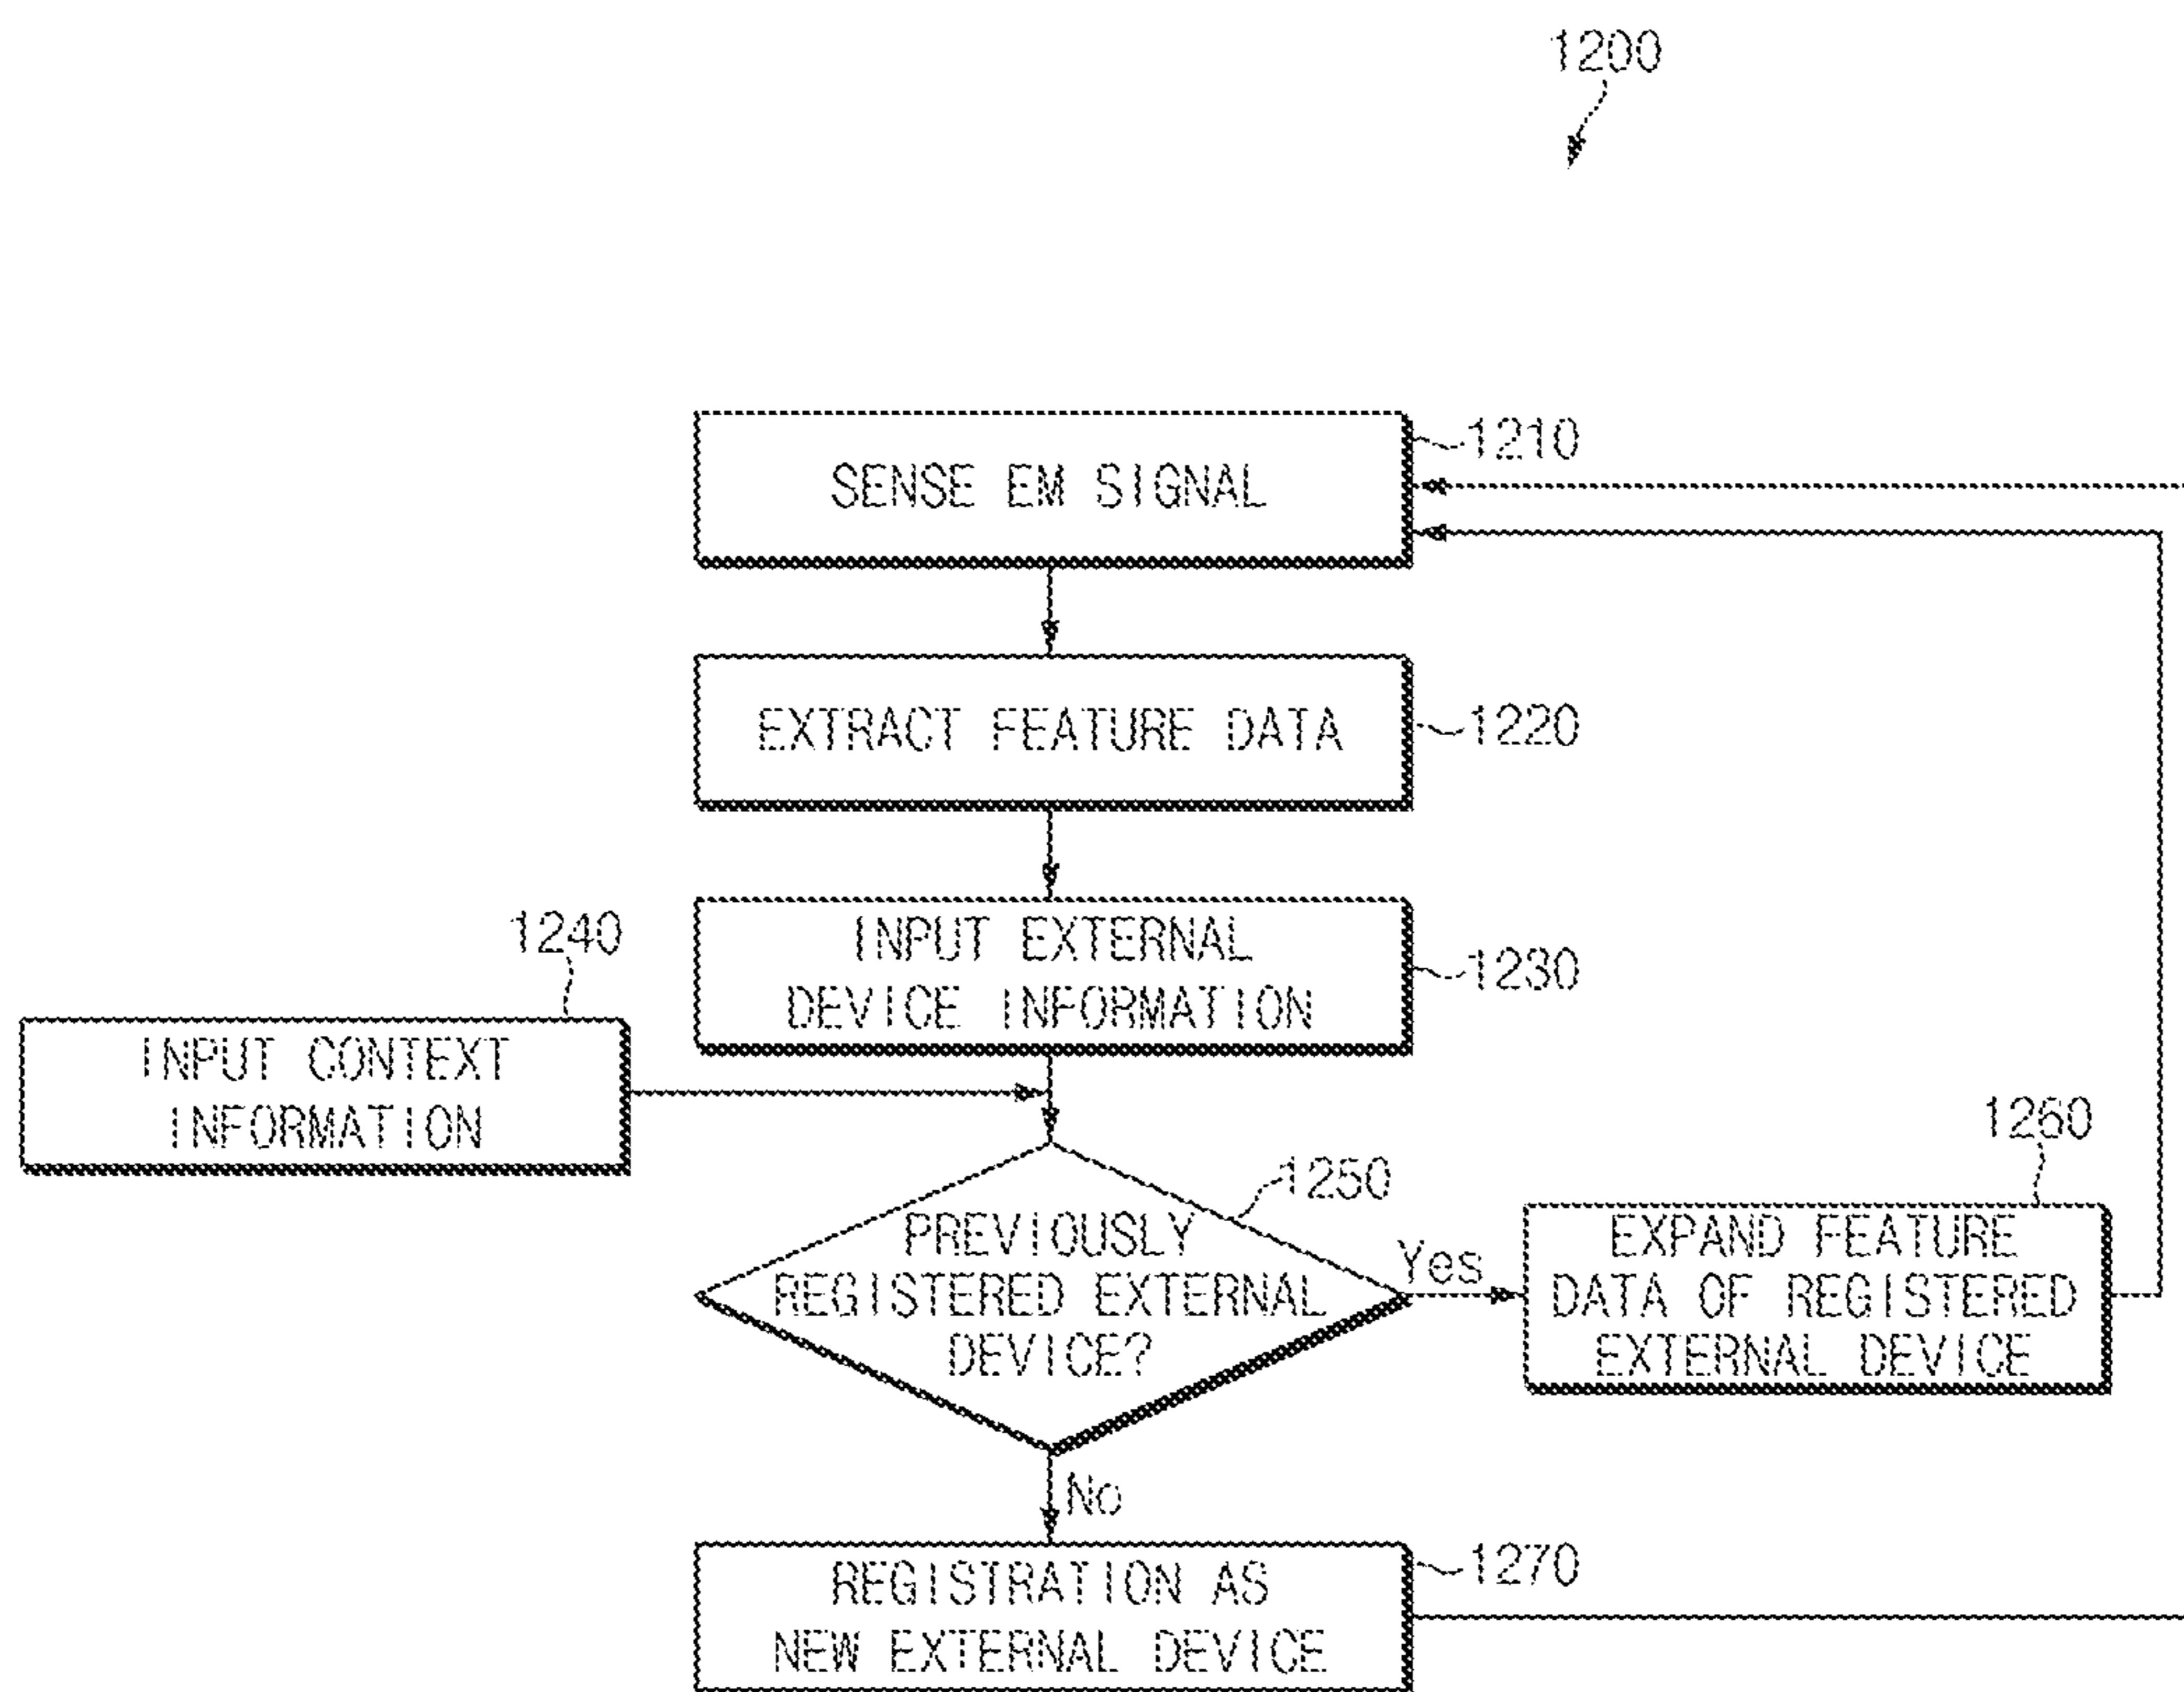 1200
SENSE EM SIGNAL
1210
EXTRACT FEATURE DATA
1220
INPUT EXTERNAL
DEVICE INFORMATION
1230
1240
INPUT CONTEXT
INFORMATION
PREVIOUSLY
REGISTERED EXTERNAL
DEVICE?
1250
Yes
1260
EXPAND FEATURE
DATA OF REGISTERED
EXTERNAL DEVICE
No
REGISTRATION AS
NEW EXTERNAL DEVICE
1270